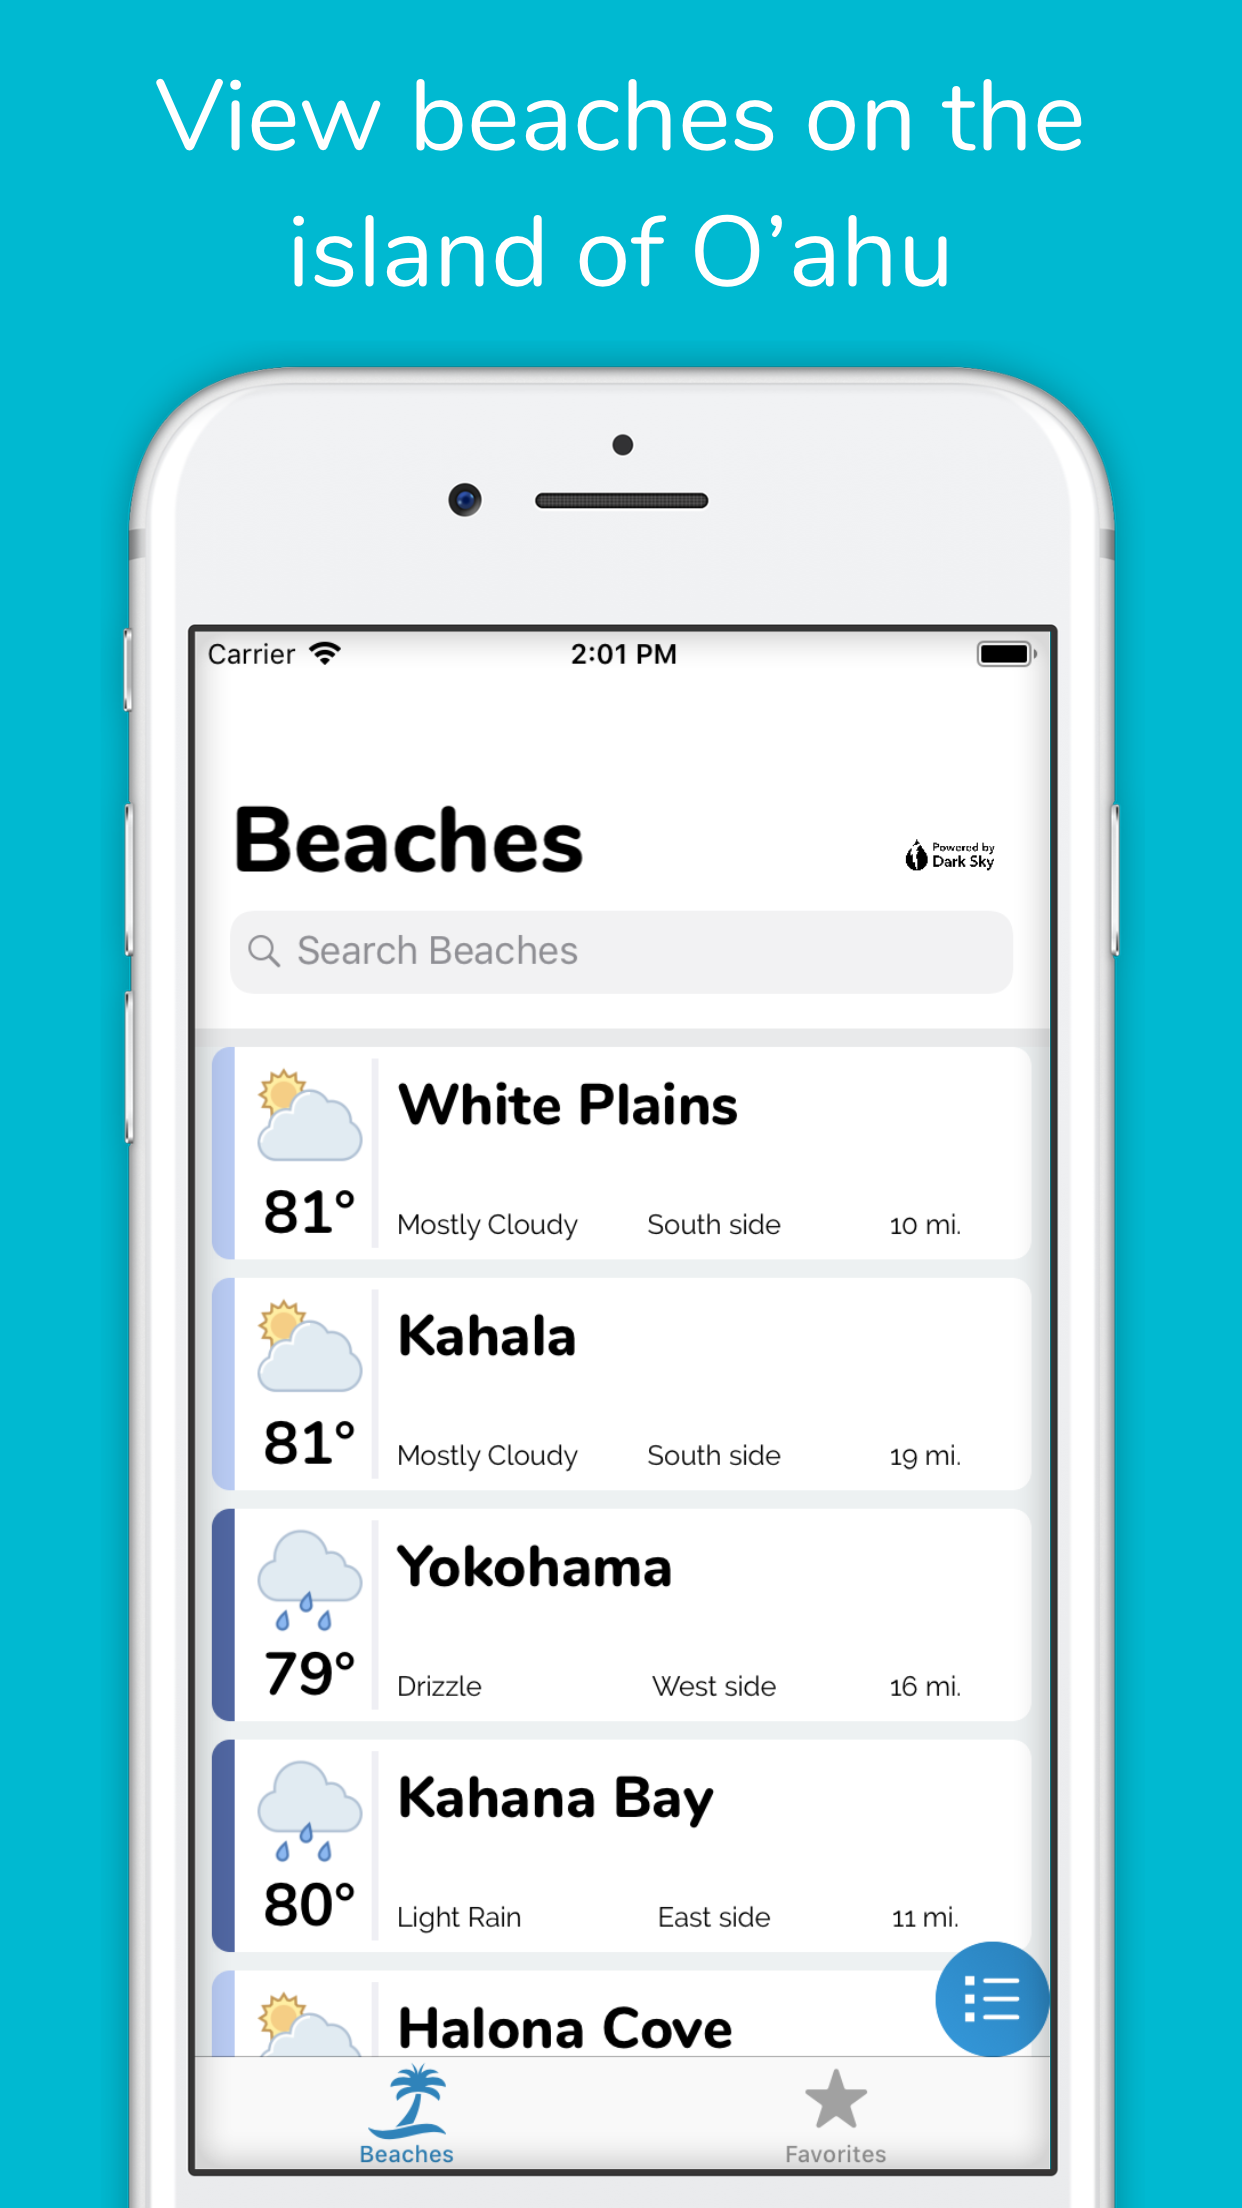 View beaches on the
island of O’ahu
Carrier
2:01 PM
Beaches
Powered by
Dark Sky
Search Beaches
White Plains
81°
Mostly Cloudy South side 10 mi.
Kahala
81°
Mostly Cloudy South side 19 mi.
Yokohama
79°
Drizzle West side 16 mi.
Kahana Bay
80°
Light Rain East side 11 mi.
Halona Cove
Beaches Favorites